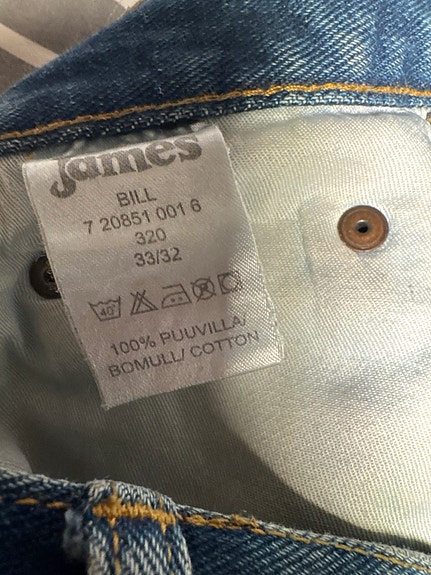 James
BILL
7 20851 001 6
320
33/32
40°
100% PUUVILLA/
BOMULL/ COTTON